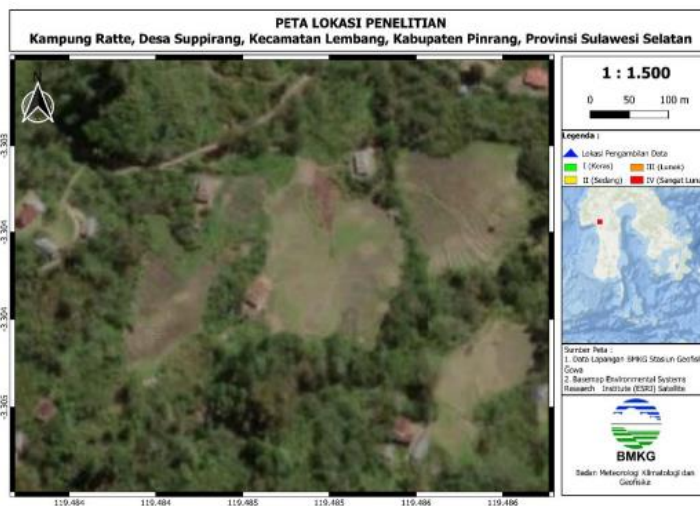 PETA LOKASI PENELITIAN
Kampung Ratte, Desa Suppirang, Kecamatan Lembang, Kabupaten Pinrang, Provinsi Sulawesi Selatan
1 : 1.500
0 50 100 m
Legenda :
Lokasi Pengambilan Data
I (Keras) III (Lunak)
II (Sedang) IV (Sangat Luna
Sumber Peta :
1. Data Lapangan BMKG Stasiun Geofisi
Gowa
2. Basemap Environmental Systems
Research Institute (ESRI) Satellite
BMKG
Badan Meteorologi Klimatologi dan
Geofisika
-3.303
-3.304
-3.304
-3.305
119.484 119.484 119.485 119.485 119.486 119.486